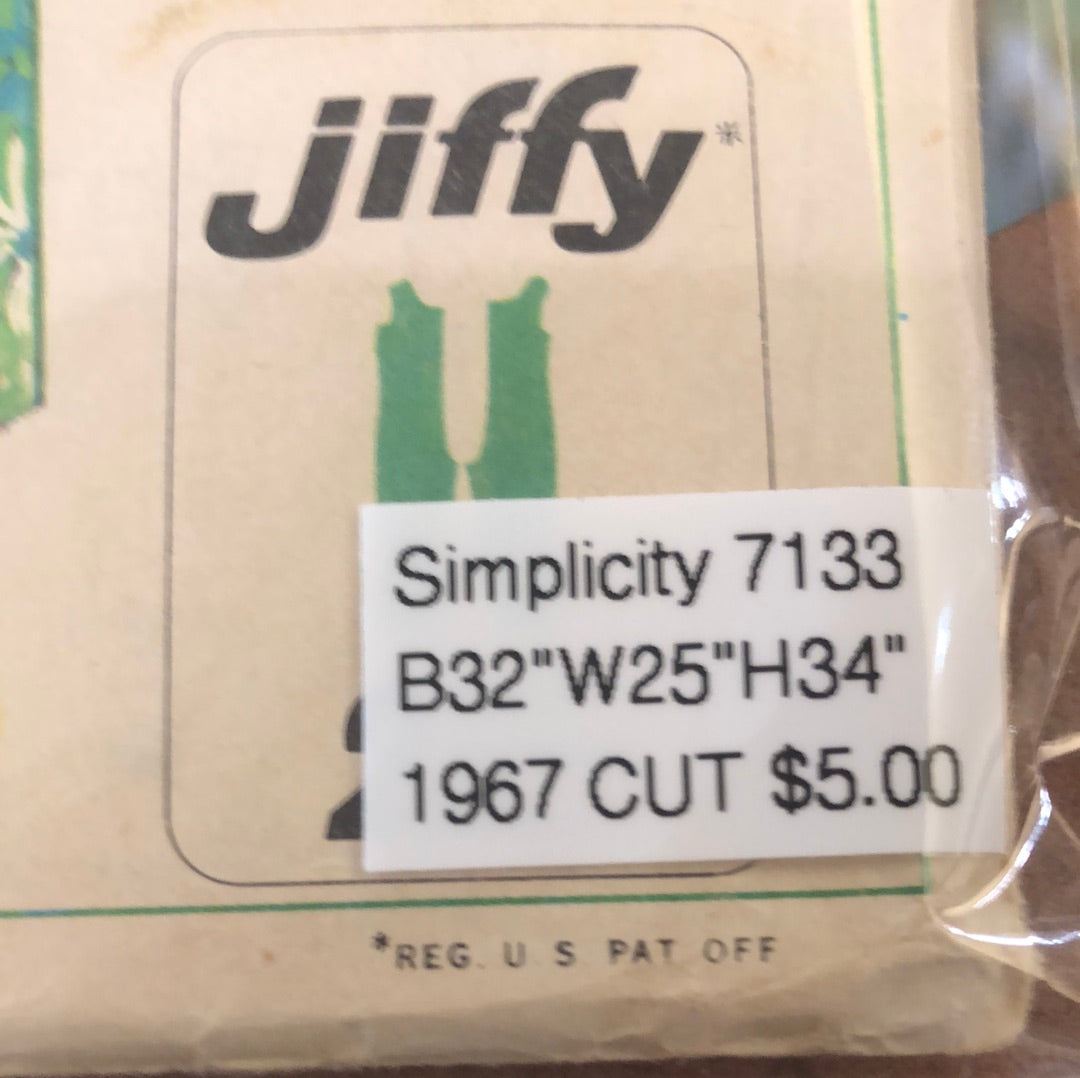 jiffy*
Simplicity 7133
B32"W25"H34"
1967 CUT $5.00
*REG. U S PAT OFF